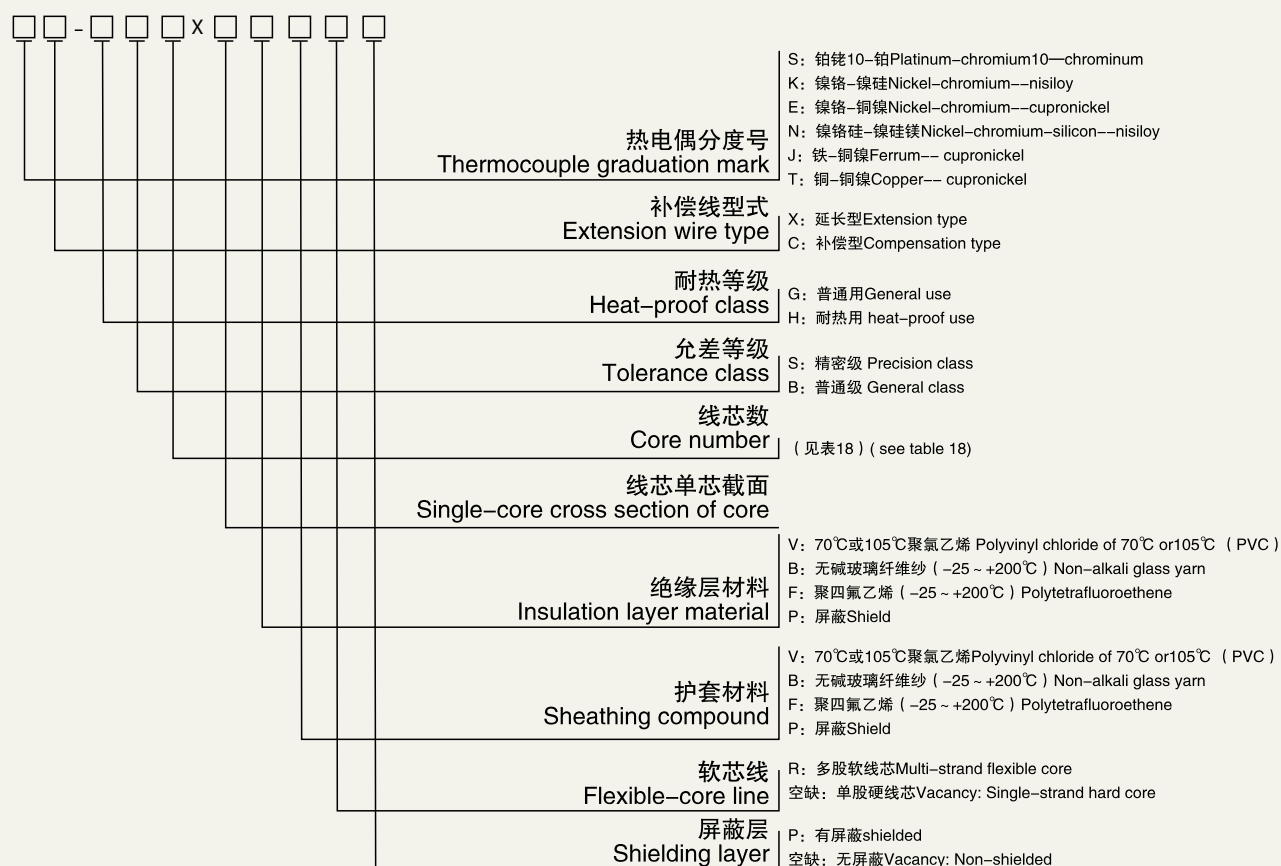 – X
S：铂铑10–铂Platinum–chromium10—chrominum
K：镍铬–镍硅Nickel–chromium––nisiloy
E：镍铬–铜镍Nickel–chromium––cupronickel
N：镍铬硅–镍硅镁Nickel–chromium–silicon––nisiloy
J：铁–铜镍Ferrum–– cupronickel
T：铜–铜镍Copper–– cupronickel
热电偶分度号
Thermocouple graduation mark
补偿线型式
Extension wire type
X：延长型Extension type
C：补偿型Compensation type
耐热等级
Heat–proof class
G：普通用General use
H：耐热用 heat–proof use
允差等级
Tolerance class
S：精密级 Precision class
B：普通级 General class
线芯数
Core number
（见表18）( see table 18)
线芯单芯截面
Single–core cross section of core
V：70℃或105℃聚氯乙烯 Polyvinyl chloride of 70℃ or105℃ （PVC）
B：无碱玻璃纤维纱（–25 ~ +200℃）Non–alkali glass yarn
F：聚四氟乙烯（–25 ~ +200℃）Polytetrafluoroethene
P：屏蔽Shield
绝缘层材料
Insulation layer material
V：70℃或105℃聚氯乙烯Polyvinyl chloride of 70℃ or105℃ （PVC）
B：无碱玻璃纤维纱（–25 ~ +200℃）Non–alkali glass yarn
F：聚四氟乙烯（–25 ~ +200℃）Polytetrafluoroethene
P：屏蔽Shield
护套材料
Sheathing compound
软芯线
Flexible–core line
R：多股软线芯Multi–strand flexible core
空缺：单股硬线芯Vacancy: Single–strand hard core
屏蔽层
Shielding layer
P：有屏蔽shielded
空缺：无屏蔽Vacancy: Non–shielded